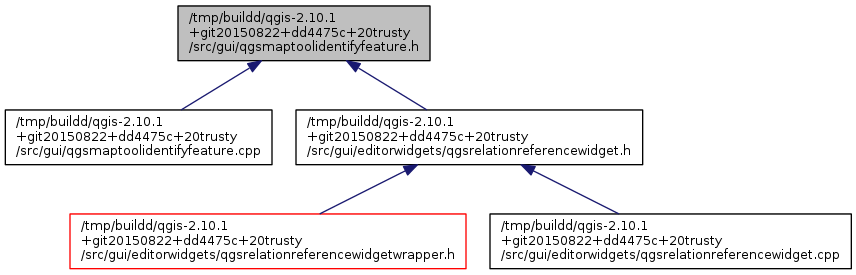 /tmp/buildd/qgis-2.10.1
+git20150822+dd4475c+20trusty
/src/gui/qgsmaptoolidentifyfeature.h
/tmp/buildd/qgis-2.10.1
+git20150822+dd4475c+20trusty
/src/gui/qgsmaptoolidentifyfeature.cpp
/tmp/buildd/qgis-2.10.1
+git20150822+dd4475c+20trusty
/src/gui/editorwidgets/qgsrelationreferencewidget.h
/tmp/buildd/qgis-2.10.1
+git20150822+dd4475c+20trusty
/src/gui/editorwidgets/qgsrelationreferencewidgetwrapper.h
/tmp/buildd/qgis-2.10.1
+git20150822+dd4475c+20trusty
/src/gui/editorwidgets/qgsrelationreferencewidget.cpp